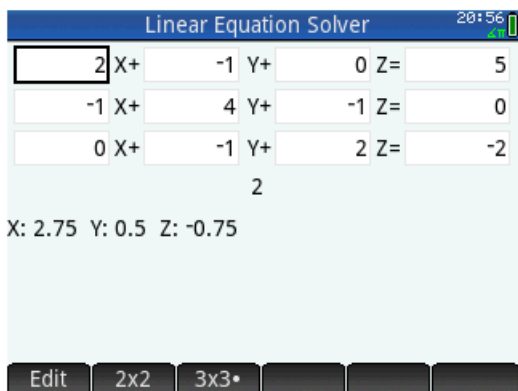 Linear Equation Solver 20:56
∡π
2 X+ -1 Y+ 0 Z= 5
-1 X+ 4 Y+ -1 Z= 0
0 X+ -1 Y+ 2 Z= -2
2
X: 2.75 Y: 0.5 Z: -0.75
Edit 2x2 3x3•